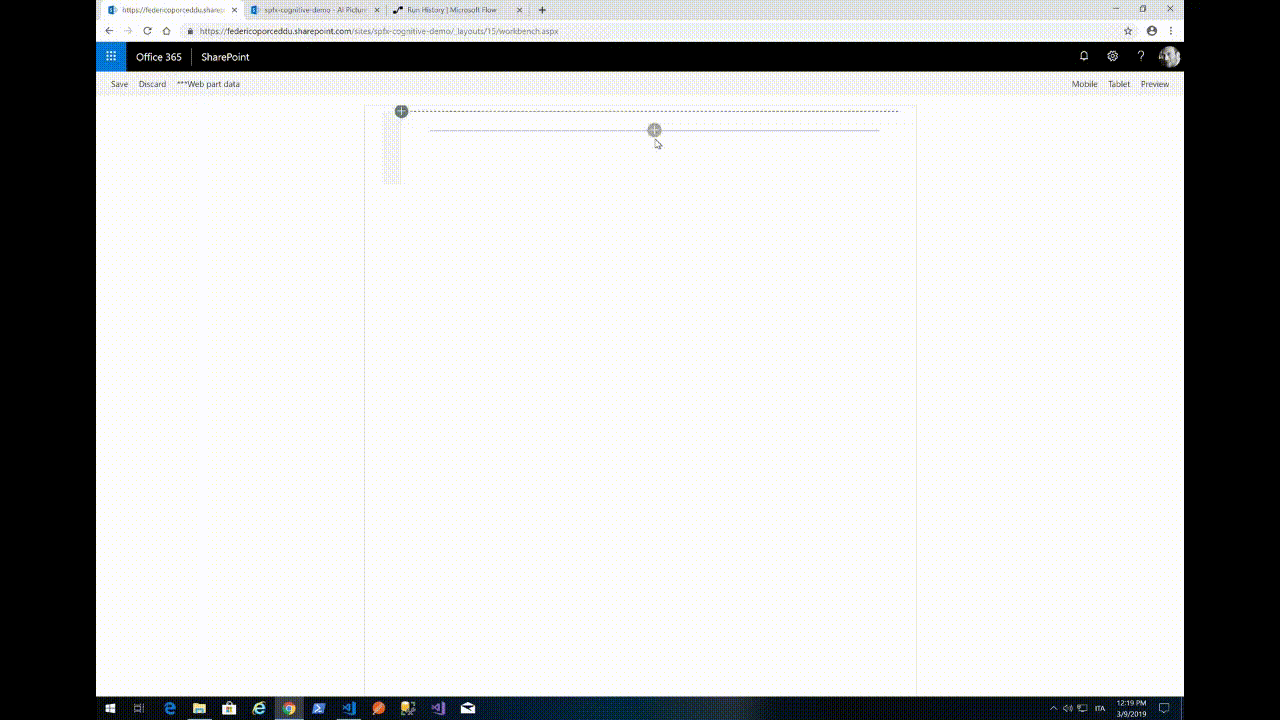 https://federicoporceddu.shares
spfx-cognitive-demo - AI Picture
Run History | Microsoft Flow
https://federicoporceddu.sharepoint.com/sites/spfx-cognitive-demo/_layouts/15/workbench.aspx
Office 365
SharePoint
Save Discard ***Web part data
Mobile Tablet Preview
ITA
12:19 PM
3/9/2019